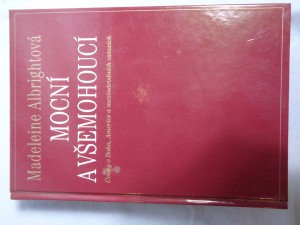 Madeleine Albrightová
MOCNÍ
A VŠEMOHOUCÍ
Úvahy o Bohu, Americe a mezinárodních vztazích